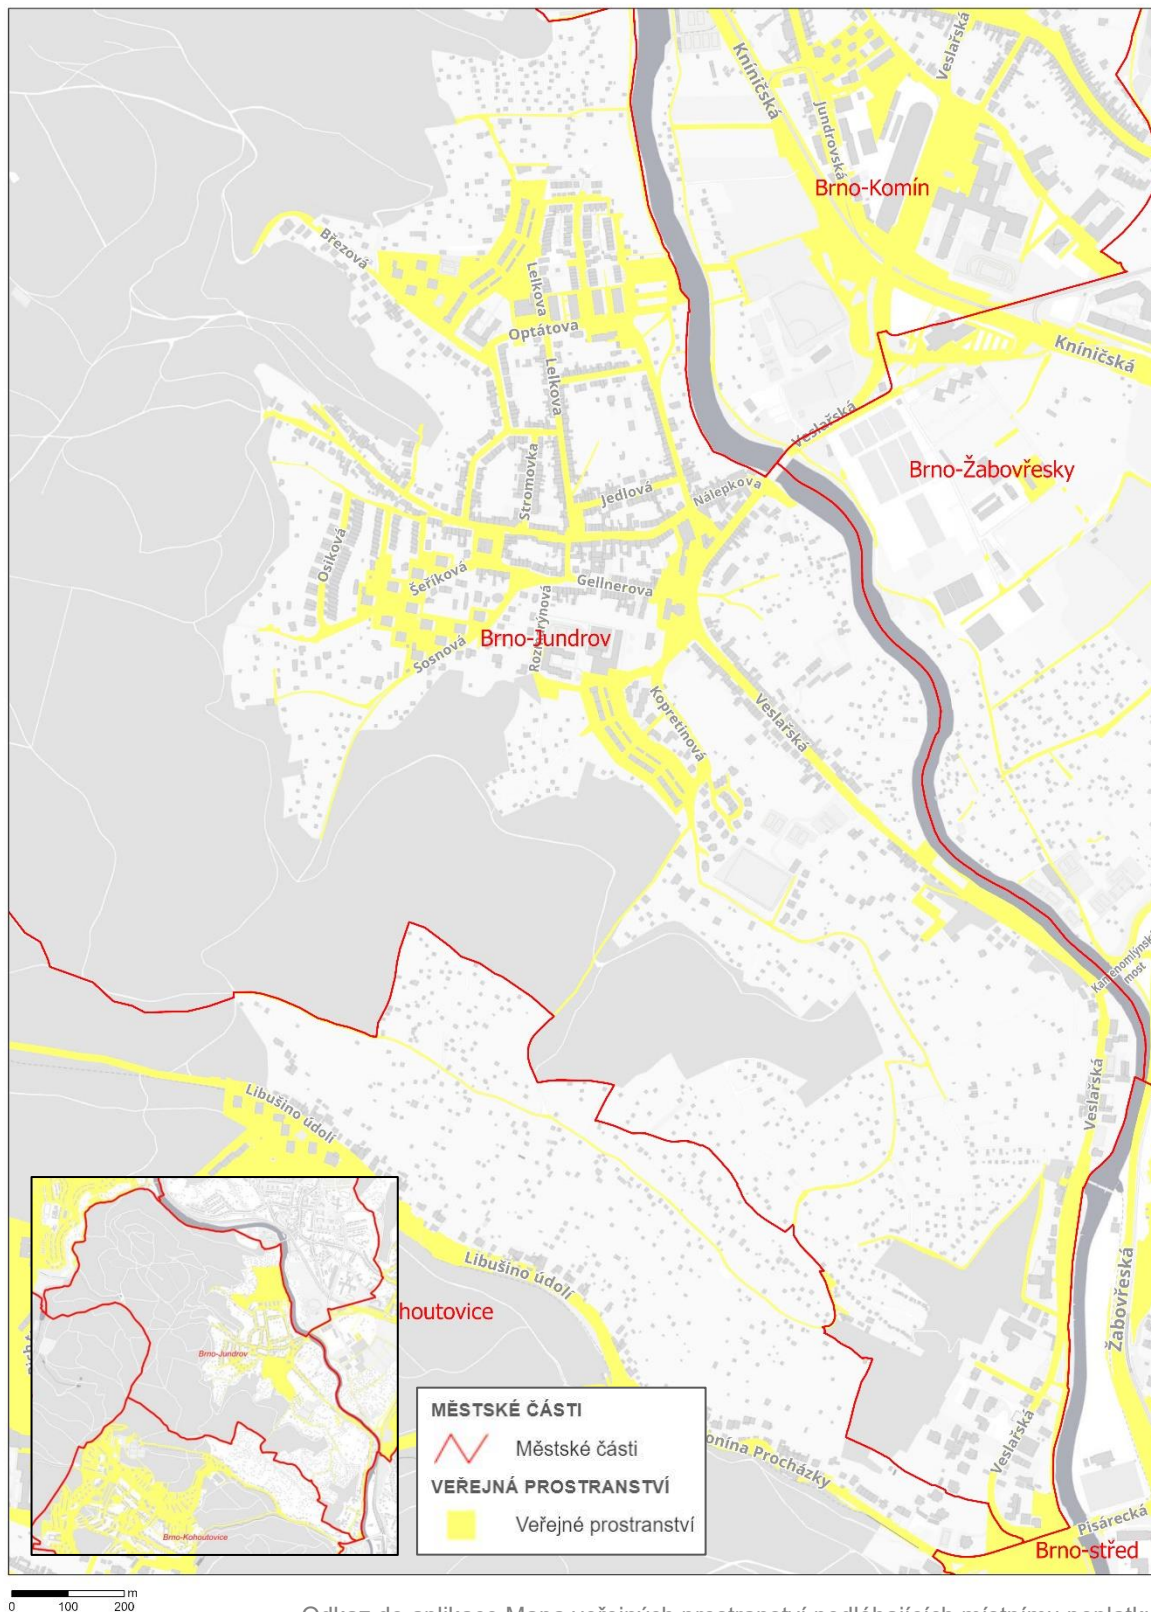 Kníničská
Veslařská
Jundrovská
Brno-Komín
Březová
Lelkova
Optátova
Kníničská
Lelkova
Veslařská
Brno-Žabovřesky
Stromovka
Jedlová
Nálepkova
Osiková
Šeříková
Gellnerova
Rozmarýnová
Brno-Jundrov
Sosnová
Kopretinová
Veslařská
Kamenomlýnský
most
Libušino údolí
Veslařská
Libušino údolí
Žabovřeská
houtovice
Brno-Jundrov
Brno-Kohoutovice
MĚSTSKÉ ČÁSTI
Městské části
VEŘEJNÁ PROSTRANSTVÍ
Veřejné prostranství
onína Procházky
Veslařská
Pisárecká
Brno-střed
0 100 200 m